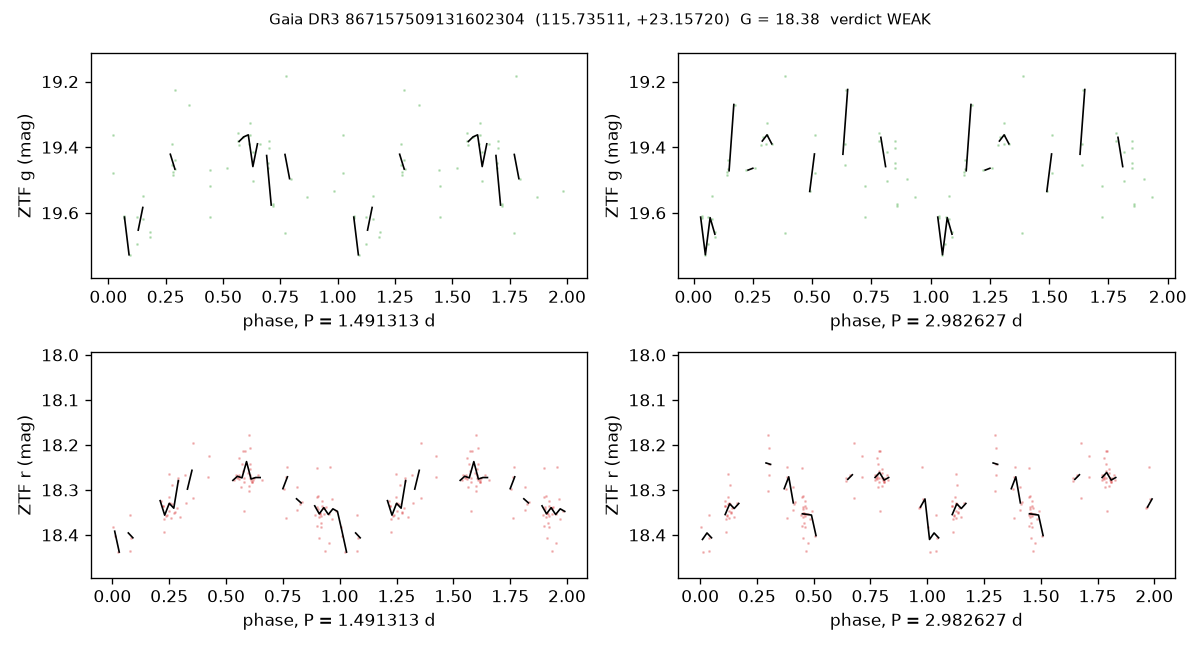 Gaia DR3 867157509131602304 (115.73511, +23.15720) G = 18.38 verdict WEAK
ZTF g (mag)
19.2
19.4
19.6
0.00 0.25 0.50 0.75 1.00 1.25 1.50 1.75 2.00
phase, P = 1.491313 d
ZTF g (mag)
19.2
19.4
19.6
0.00 0.25 0.50 0.75 1.00 1.25 1.50 1.75 2.00
phase, P = 2.982627 d
ZTF r (mag)
18.0
18.1
18.2
18.3
18.4
0.00 0.25 0.50 0.75 1.00 1.25 1.50 1.75 2.00
phase, P = 1.491313 d
ZTF r (mag)
18.0
18.1
18.2
18.3
18.4
0.00 0.25 0.50 0.75 1.00 1.25 1.50 1.75 2.00
phase, P = 2.982627 d